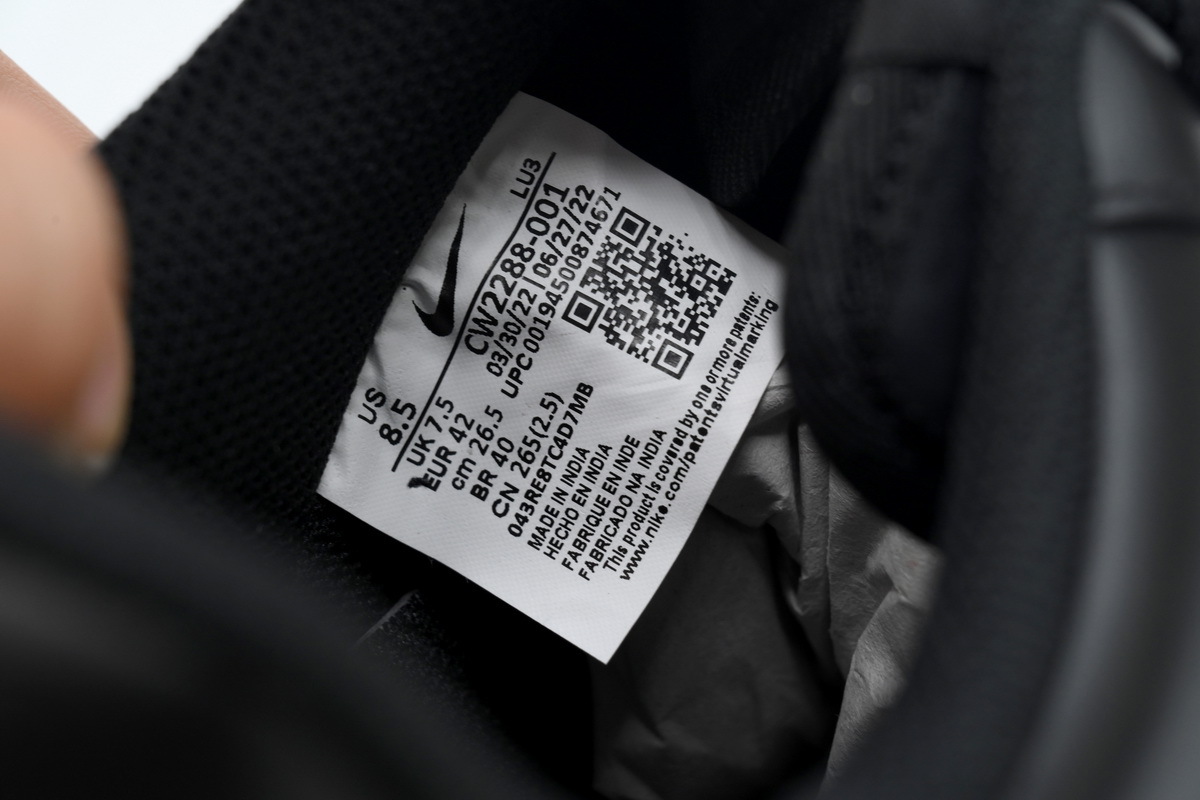 LU3
US
8.5
CW2288-001
UK 7.5
03/30/22 | 06/27/22
EUR 42
UPC 00194500874671
cm 26.5
BR 40
CN 265(2.5)
043RE8TC4D7MB
MADE IN INDIA
HECHO EN INDIA
FABRIQUE EN INDE
FABRICADO NA INDIA
This product is covered by one or more patents:
www.nike.com/patentsvirtualmarking